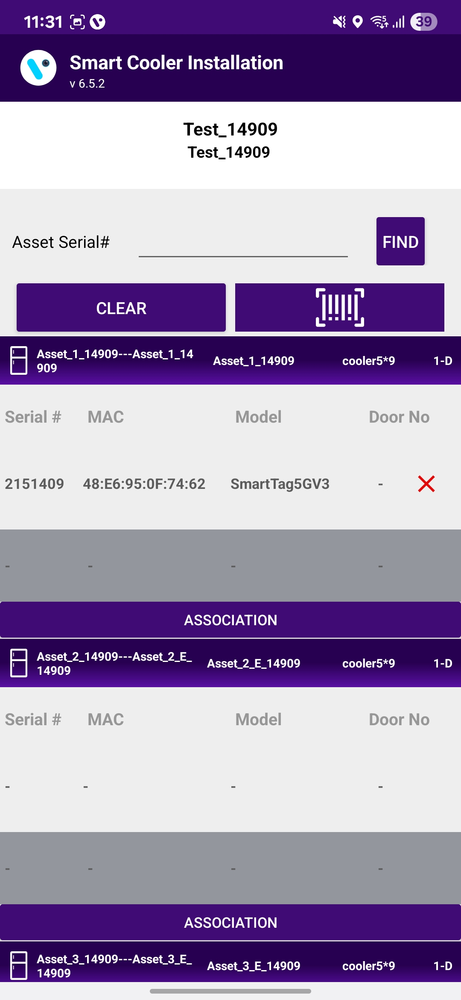 11:31
5
39
Smart Cooler Installation
v 6.5.2
Test_14909
Test_14909
Asset Serial#
FIND
CLEAR
Asset_1_14909---Asset_1_14
909
Asset_1_14909
cooler5*9
1-D
Serial # MAC Model Door No
2151409 48:E6:95:0F:74:62 SmartTag5GV3 -
- - - -
ASSOCIATION
Asset_2_14909---Asset_2_E_
14909
Asset_2_E_14909
cooler5*9
1-D
Serial # MAC Model Door No
- - - -
- - - -
ASSOCIATION
Asset_3_14909---Asset_3_E_
14909
Asset_3_E_14909
cooler5*9
1-D